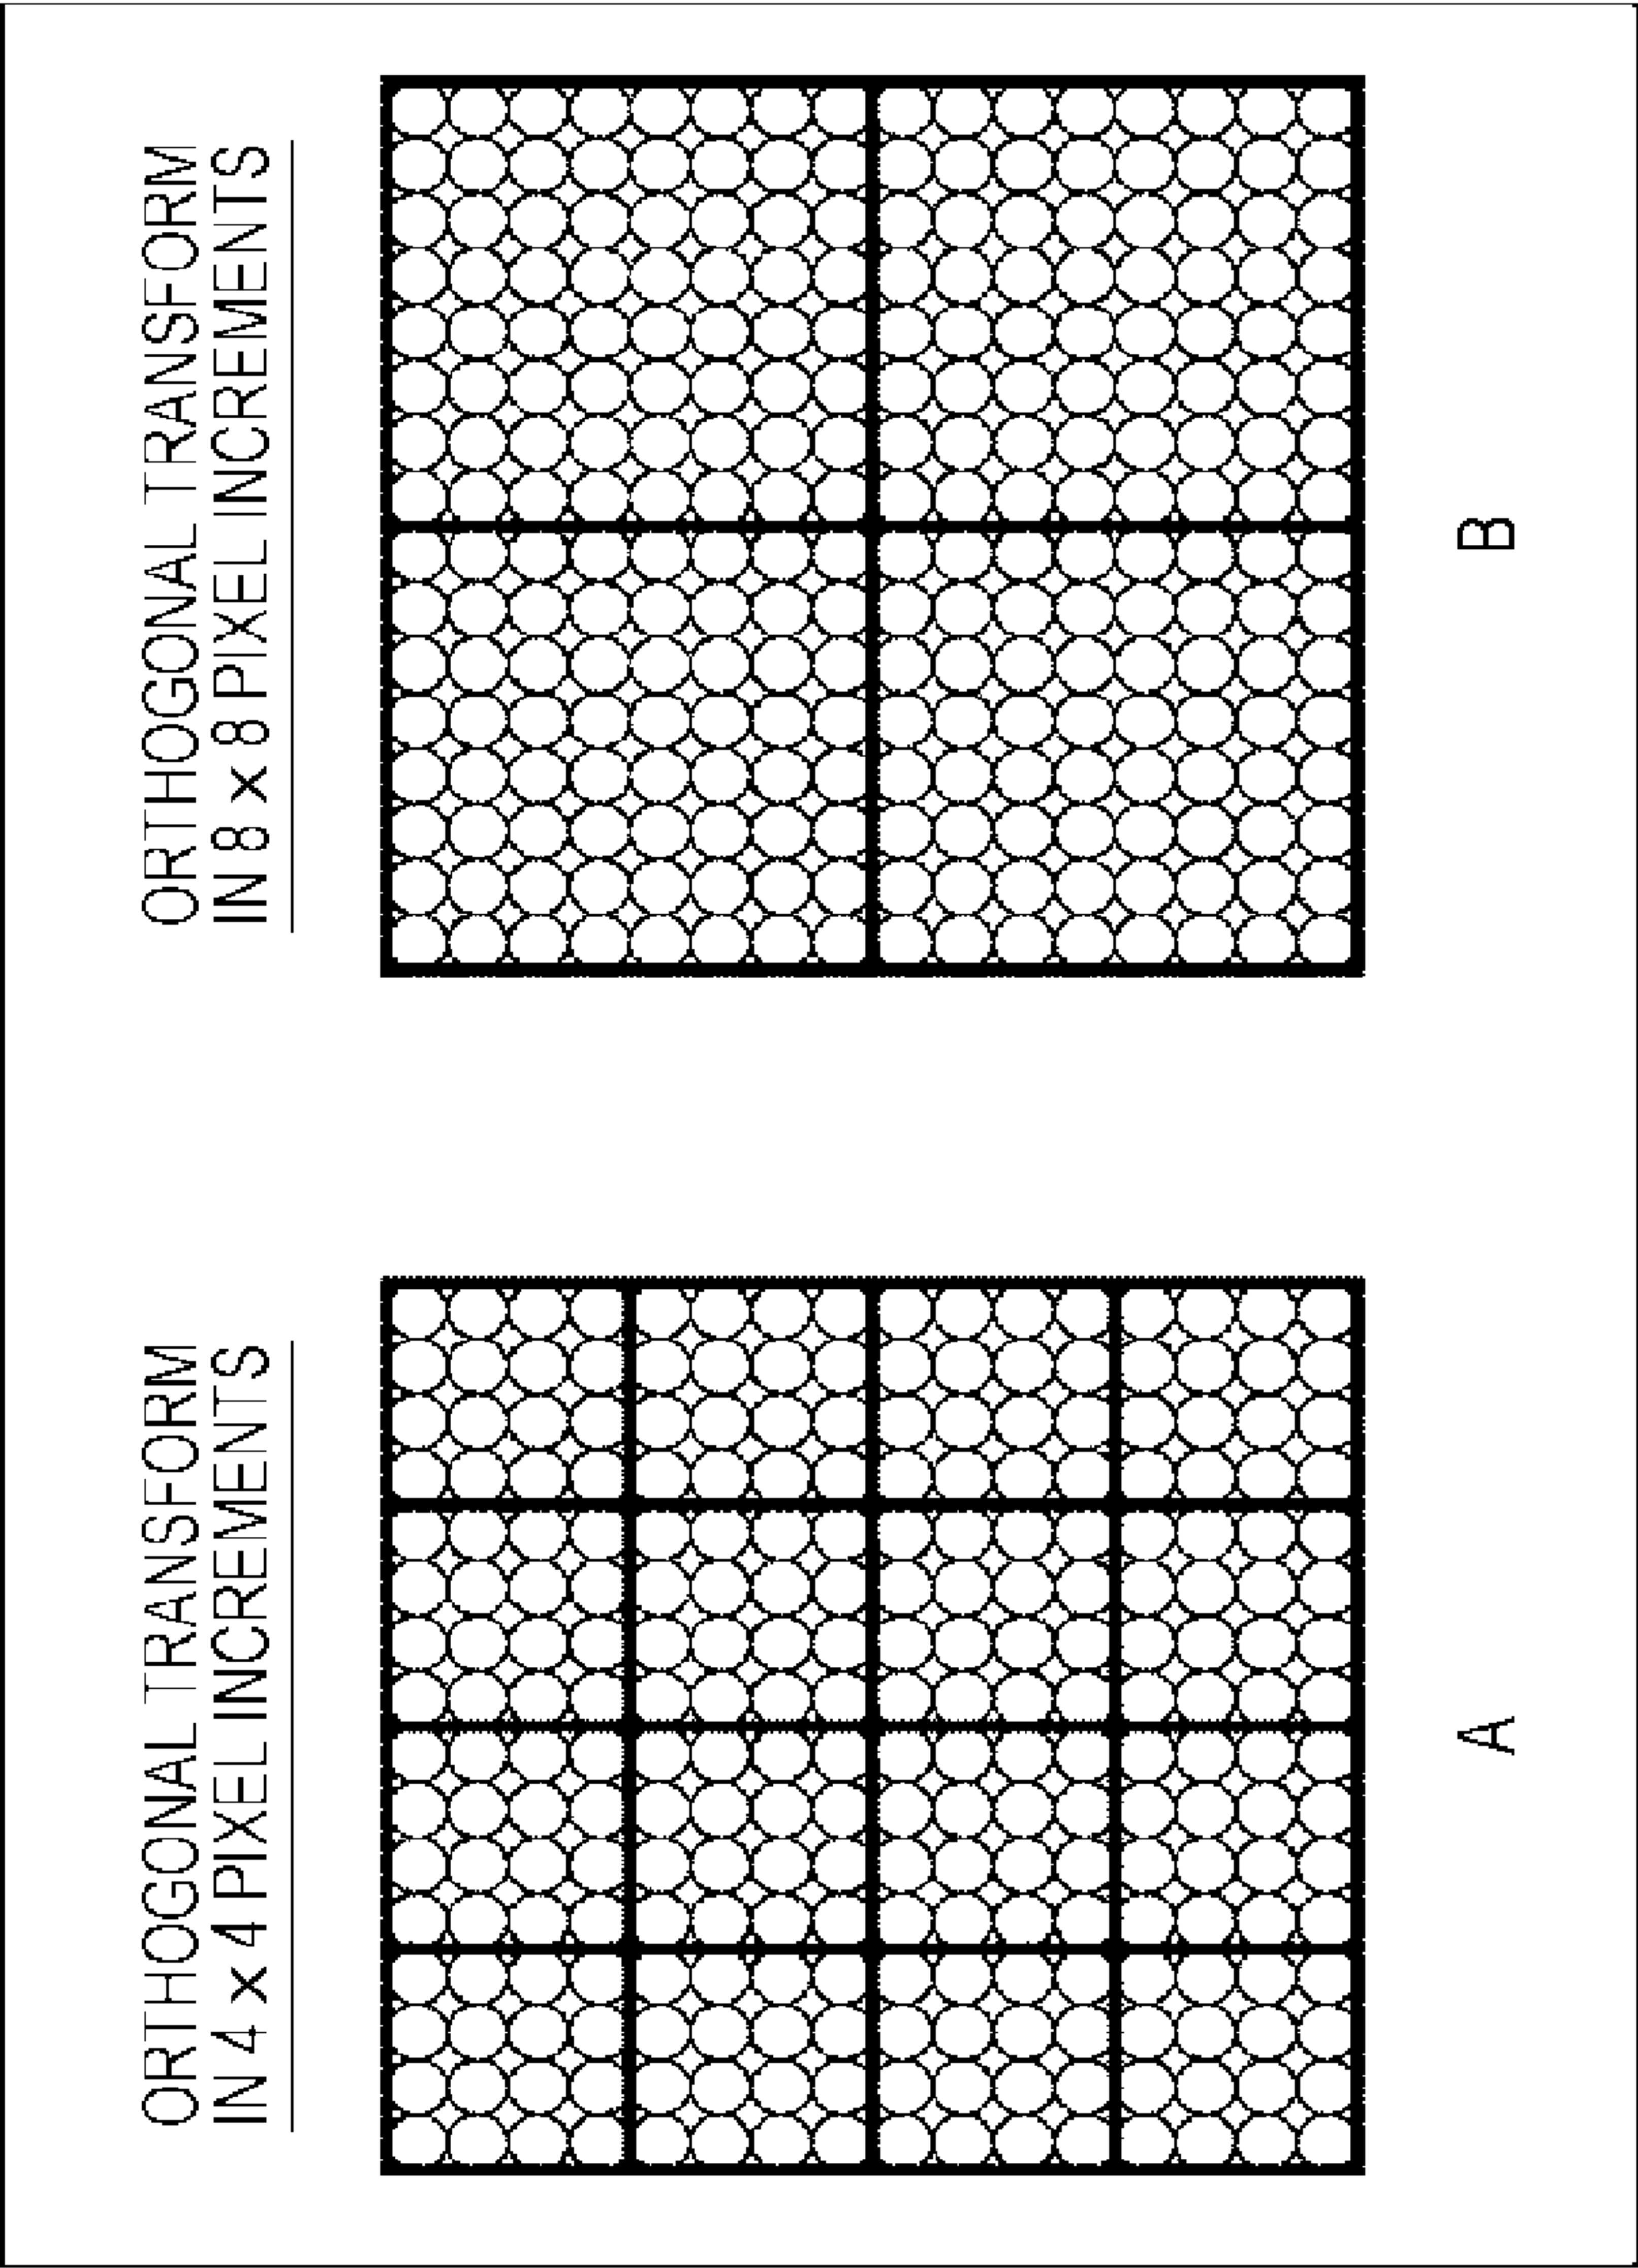 ORTHOGONAL TRANSFORM
IN 4 x 4 PIXEL INCREMENTS
A
ORTHOGONAL TRANSFORM
IN 8 x 8 PIXEL INCREMENTS
B